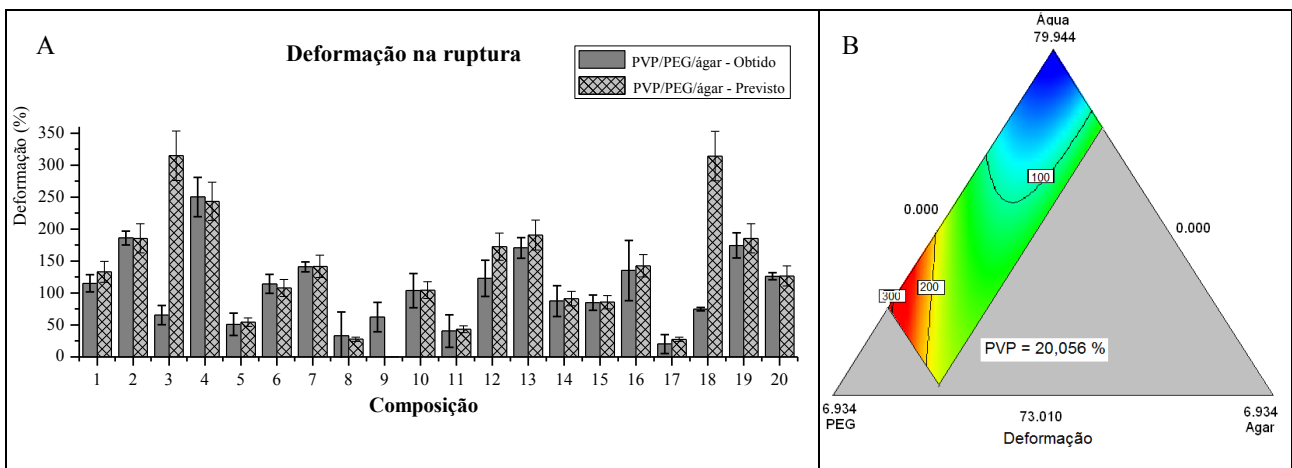 A
Deformação na ruptura
PVP/PEG/ágar - Obtido
PVP/PEG/ágar - Previsto
Deformação (%)
350
300
250
200
150
100
50
0
1 2 3 4 5 6 7 8 9 10 11 12 13 14 15 16 17 18 19 20
Composição
B
Água
79.944
100
0.000
0.000
200
300
PVP = 20,056 %
6.934
PEG
73.010
6.934
Agar
Deformação